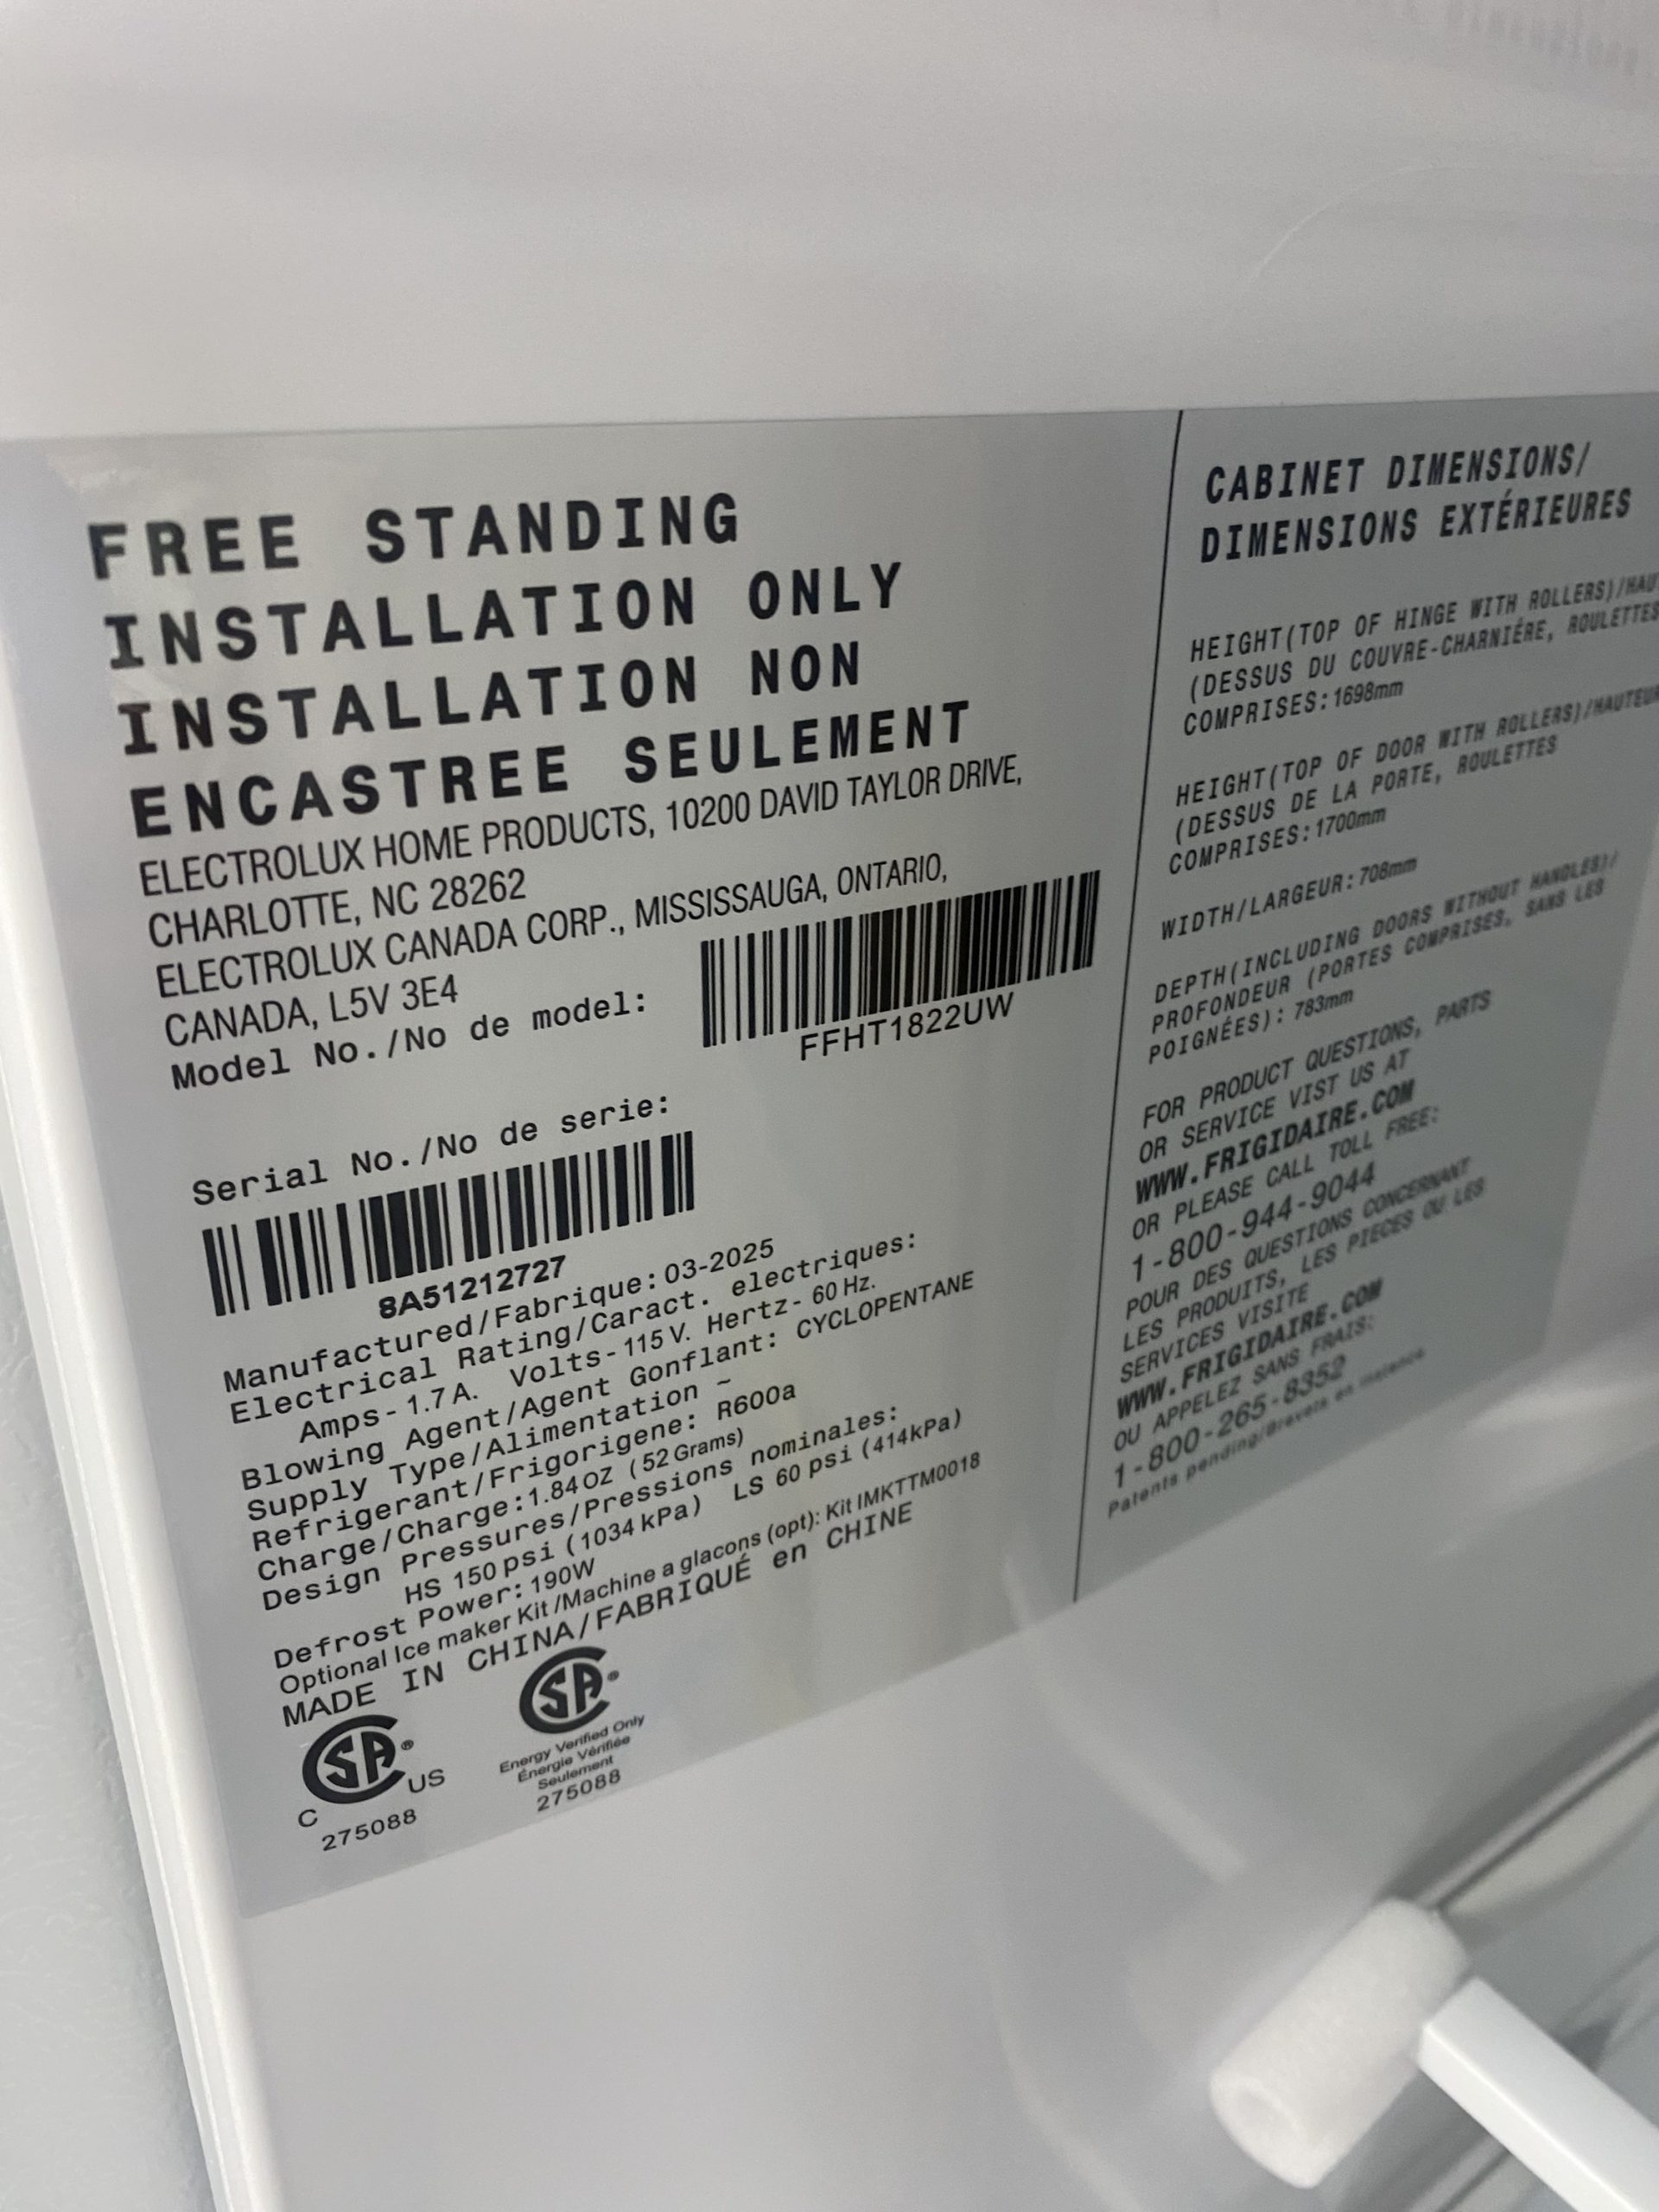 FREE STANDING
INSTALLATION ONLY
INSTALLATION NON
ENCASTREE SEULEMENT
ELECTROLUX HOME PRODUCTS, 10200 DAVID TAYLOR DRIVE,
CHARLOTTE, NC 28262
ELECTROLUX CANADA CORP., MISSISSAUGA, ONTARIO,
CANADA, L5V 3E4
Model No./No de model:
FFHT1822UW
Serial No./No de serie:
8A51212727
Manufactured/Fabrique: 03-2025
Electrical Rating/Caract. electriques:
Amps- 1.7 A. Volts- 115 V. Hertz- 60 Hz.
Blowing Agent/Agent Gonflant: CYCLOPENTANE
Supply Type/Alimentation ~
Refrigerant/Frigorigene: R600a
Charge/Charge: 1.84 OZ (52 Grams)
Design Pressures/Pressions nominales:
HS 150 psi (1034 kPa) LS 60 psi (414kPa)
Defrost Power: 190W
Optional Ice maker Kit /Machine a glacons (opt): Kit IMKTTM0018
MADE IN CHINA/FABRIQUÉ en CHINE
C SA® US
275088
SA®
Energy Verified Only
Énergie Vérifiée
Seulement
275088
CABINET DIMENSIONS/
DIMENSIONS EXTÉRIEURES
HEIGHT(TOP OF HINGE WITH ROLLERS)/HAU
(DESSUS DU COUVRE-CHARNIÉRE, ROULETTES
COMPRISES: 1698mm
HEIGHT(TOP OF DOOR WITH ROLLERS)/HAUTEUR
(DESSUS DE LA PORTE, ROULETTES
COMPRISES: 1700mm
WIDTH/LARGEUR: 708mm
DEPTH(INCLUDING DOORS WITHOUT HANDLES)/
PROFONDEUR (PORTES COMPRISES, SANS LES
POIGNÉES): 783mm
FOR PRODUCT QUESTIONS, PARTS
OR SERVICE VIST US AT
WWW.FRIGIDAIRE.COM
OR PLEASE CALL TOLL FREE:
1-800-944-9044
POUR DES QUESTIONS CONCERNANT
LES PRODUITS, LES PIECES OU LES
SERVICES VISITE
WWW.FRIGIDAIRE.COM
OU APPELEZ SANS FRAIS:
1-800-265-8352
Patents pending/Brevets en